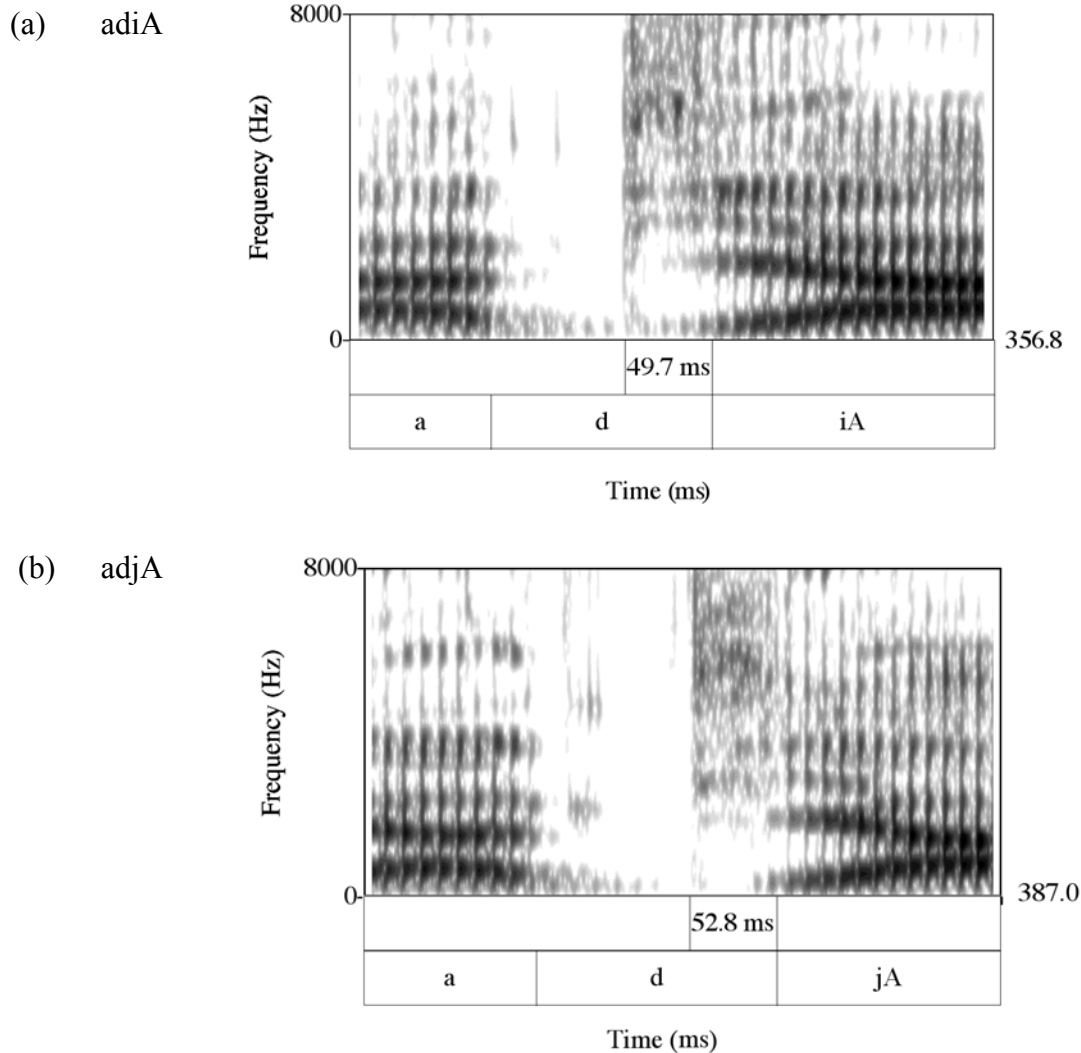 (a) adiA
8000
Frequency (Hz)
0
356.8
49.7 ms
a d iA
Time (ms)
(b) adjA
8000
Frequency (Hz)
0
387.0
52.8 ms
a d jA
Time (ms)